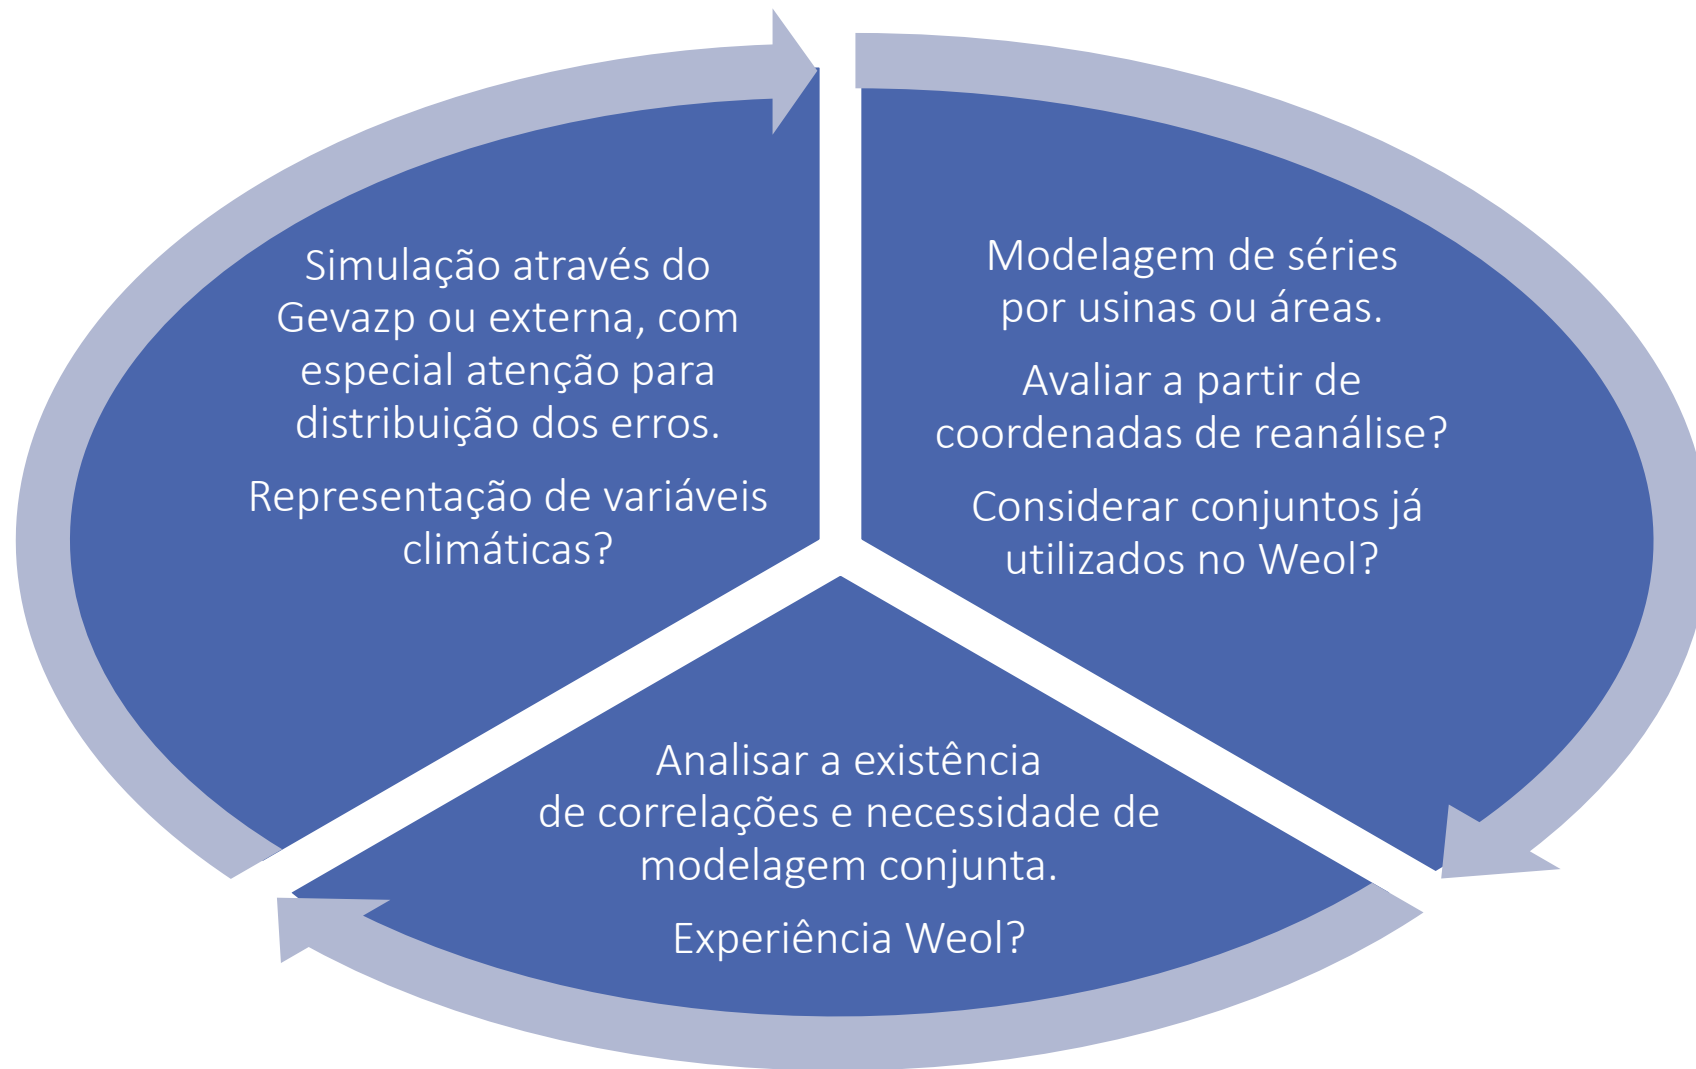 Simulação através do
Gevazp ou externa, com
especial atenção para
distribuição dos erros.
Representação de variáveis
climáticas?
Modelagem de séries
por usinas ou áreas.
Avaliar a partir de
coordenadas de reanálise?
Considerar conjuntos já
utilizados no Weol?
Analisar a existência
de correlações e necessidade de
modelagem conjunta.
Experiência Weol?